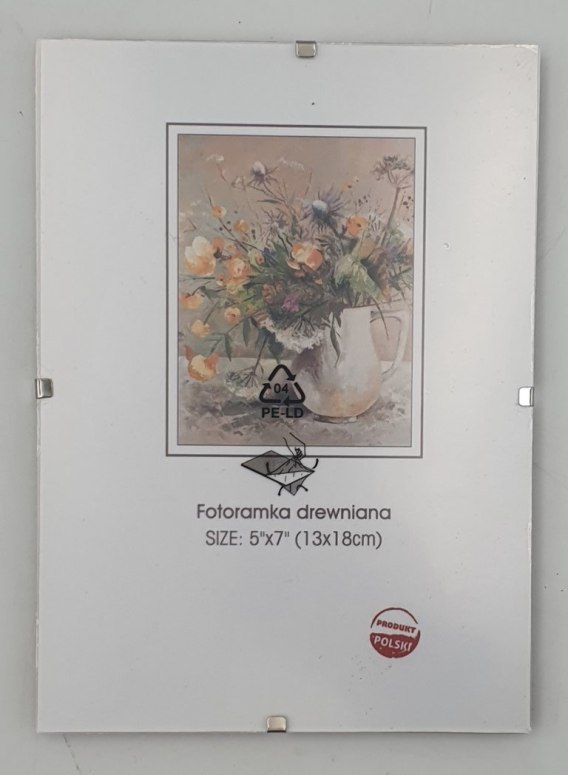 04
PE-LD
Fotoramka drewniana
SIZE: 5"x7" (13x18cm)
PRODUKT
POLSKI